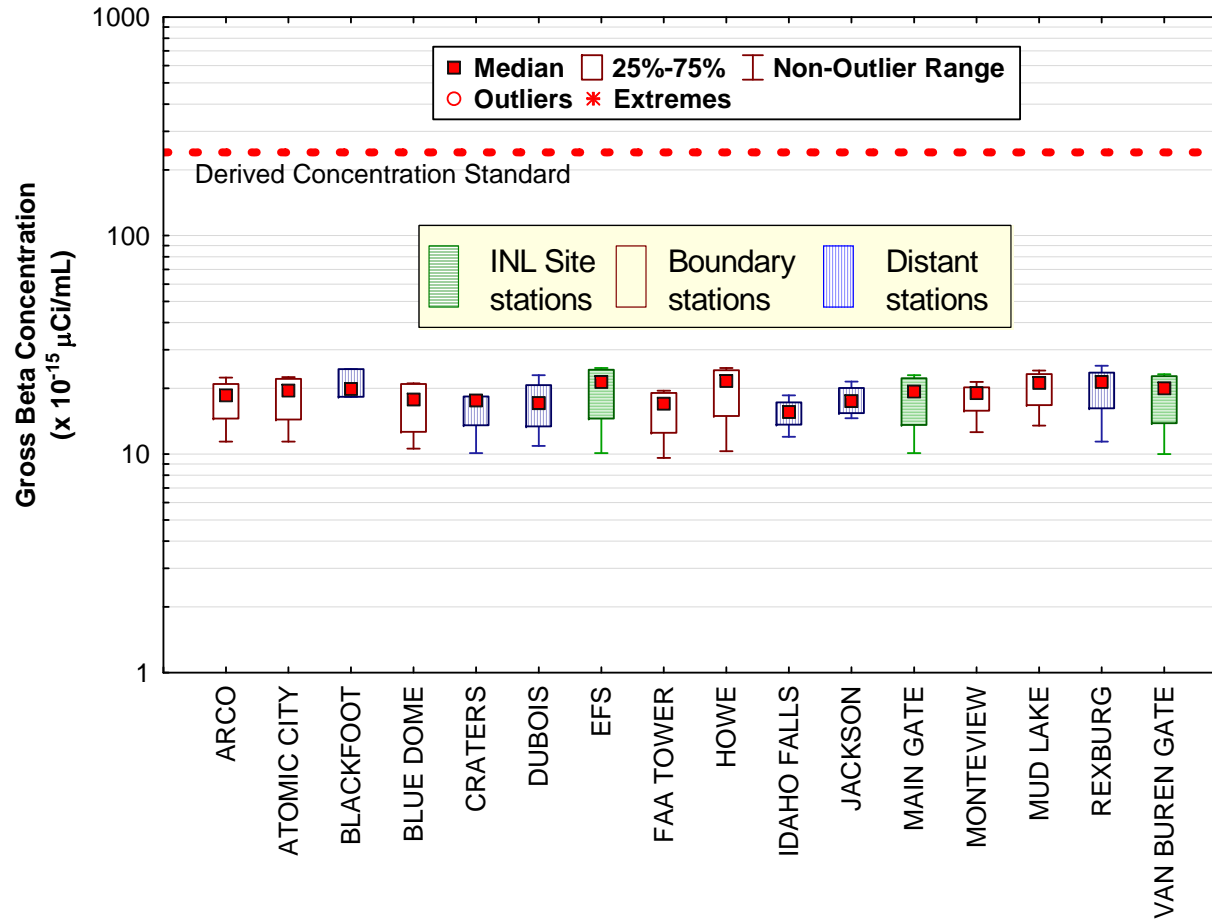 1000
100
10
1
Gross Beta Concentration
(x 10⁻¹⁵ μCi/mL)
Median 25%-75% Non-Outlier Range
Outliers Extremes
Derived Concentration Standard
INL Site
stations
Boundary
stations
Distant
stations
ARCO
ATOMIC CITY
BLACKFOOT
BLUE DOME
CRATERS
DUBOIS
EFS
FAA TOWER
HOWE
IDAHO FALLS
JACKSON
MAIN GATE
MONTEVIEW
MUD LAKE
REXBURG
VAN BUREN GATE